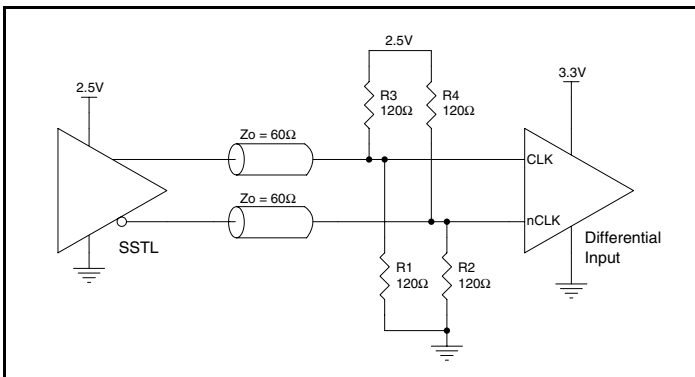 2.5V
3.3V
2.5V
R3
120Ω
R4
120Ω
Zo = 60Ω
CLK
Zo = 60Ω
nCLK
SSTL
Differential
Input
R1
120Ω
R2
120Ω